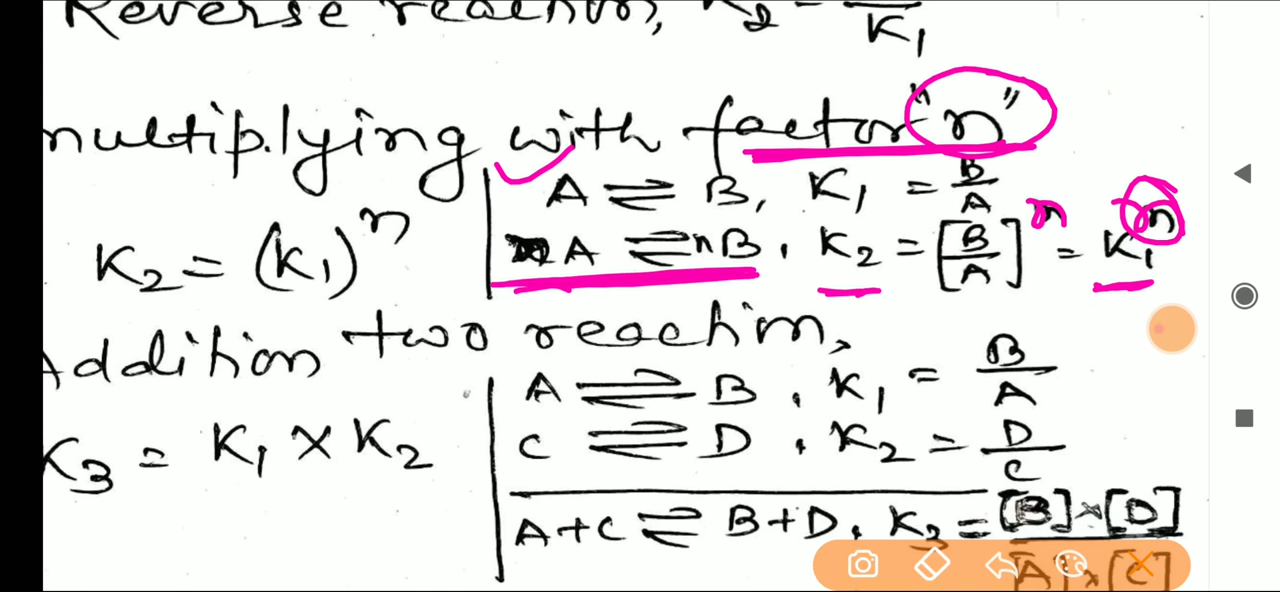 Reverse reaction, K2 = 1/K1
multiplying with factor "n"
K2 = (K1)^n
A ⇌ B, K1 = B/A
nA ⇌ nB, K2 = [B/A]^n = K1^n
Addition two reaction,
K3 = K1 × K2
A ⇌ B, K1 = B/A
C ⇌ D, K2 = D/C
A+C ⇌ B+D, K3 = [B]×[D]/[A]×[C]